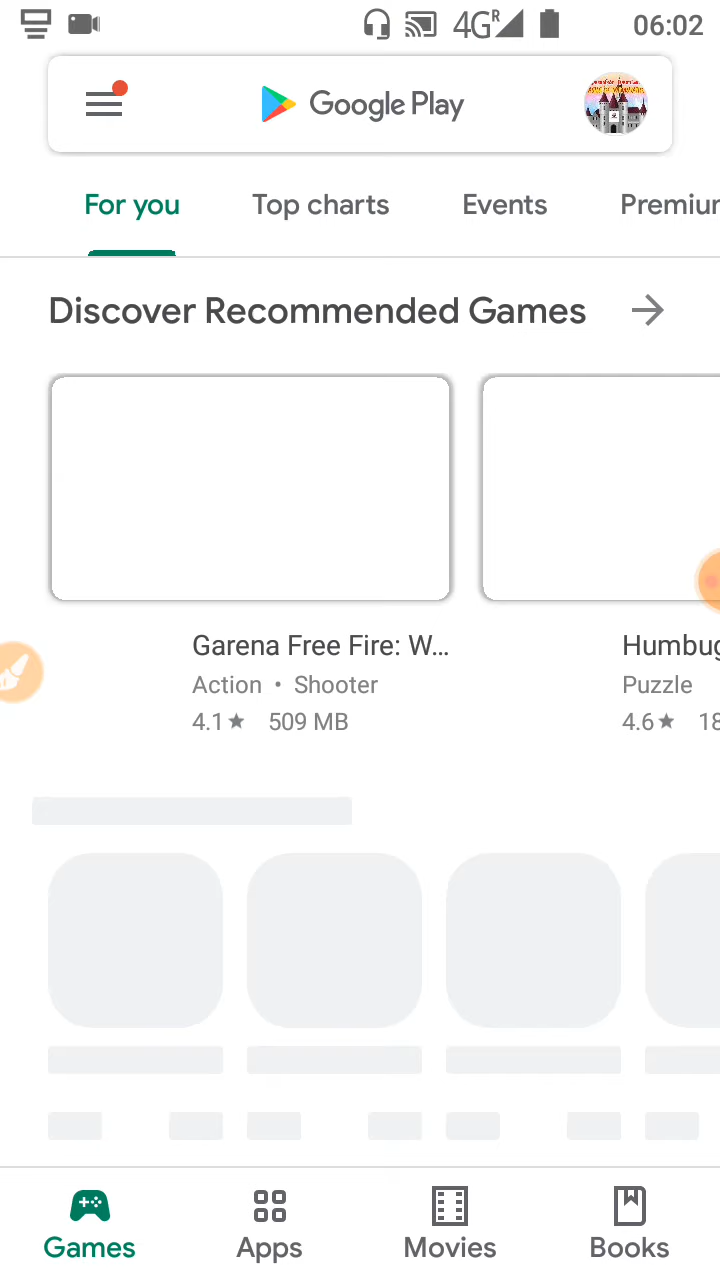 4G R 06:02
Google Play
For you Top charts Events Premium
Discover Recommended Games
Garena Free Fire: W... Humbug
Action • Shooter Puzzle
4.1★ 509 MB 4.6★ 18
Games Apps Movies Books